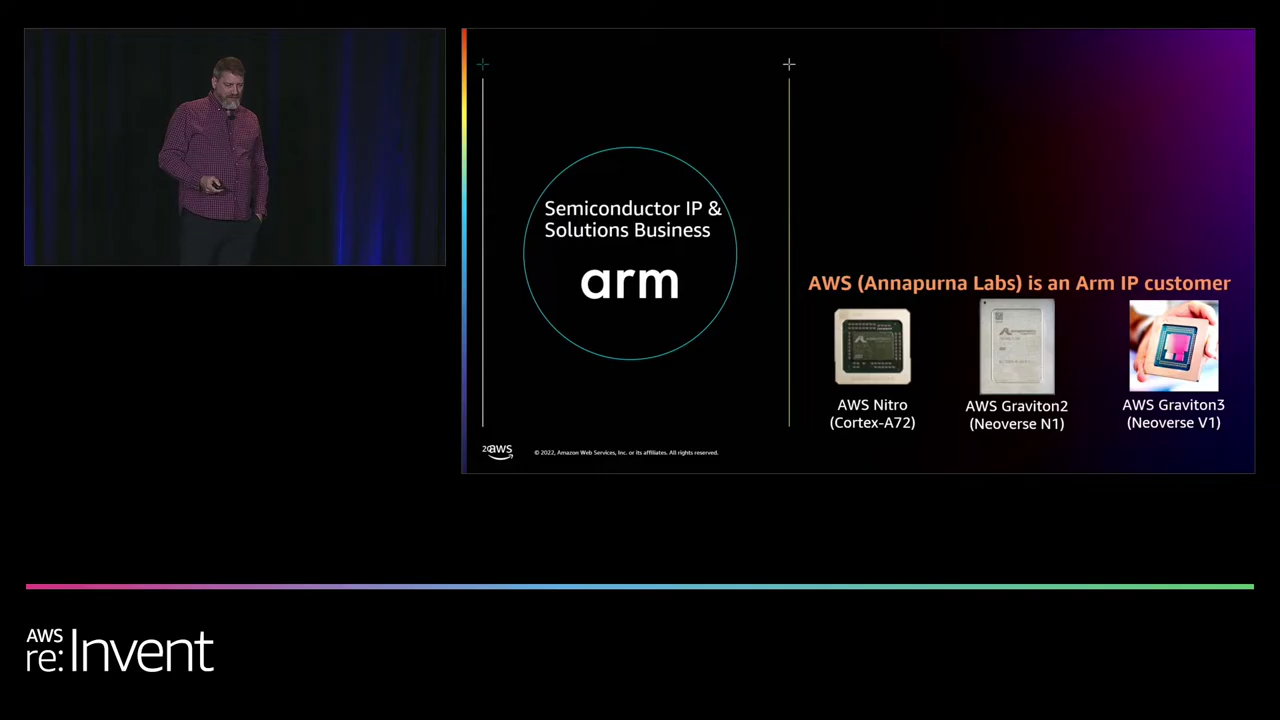 Semiconductor IP &
Solutions Business
arm
AWS (Annapurna Labs) is an Arm IP customer
AWS Nitro
(Cortex-A72)
AWS Graviton2
(Neoverse N1)
AWS Graviton3
(Neoverse V1)
aws
© 2022, Amazon Web Services, Inc. or its affiliates. All rights reserved.
AWS
re:Invent